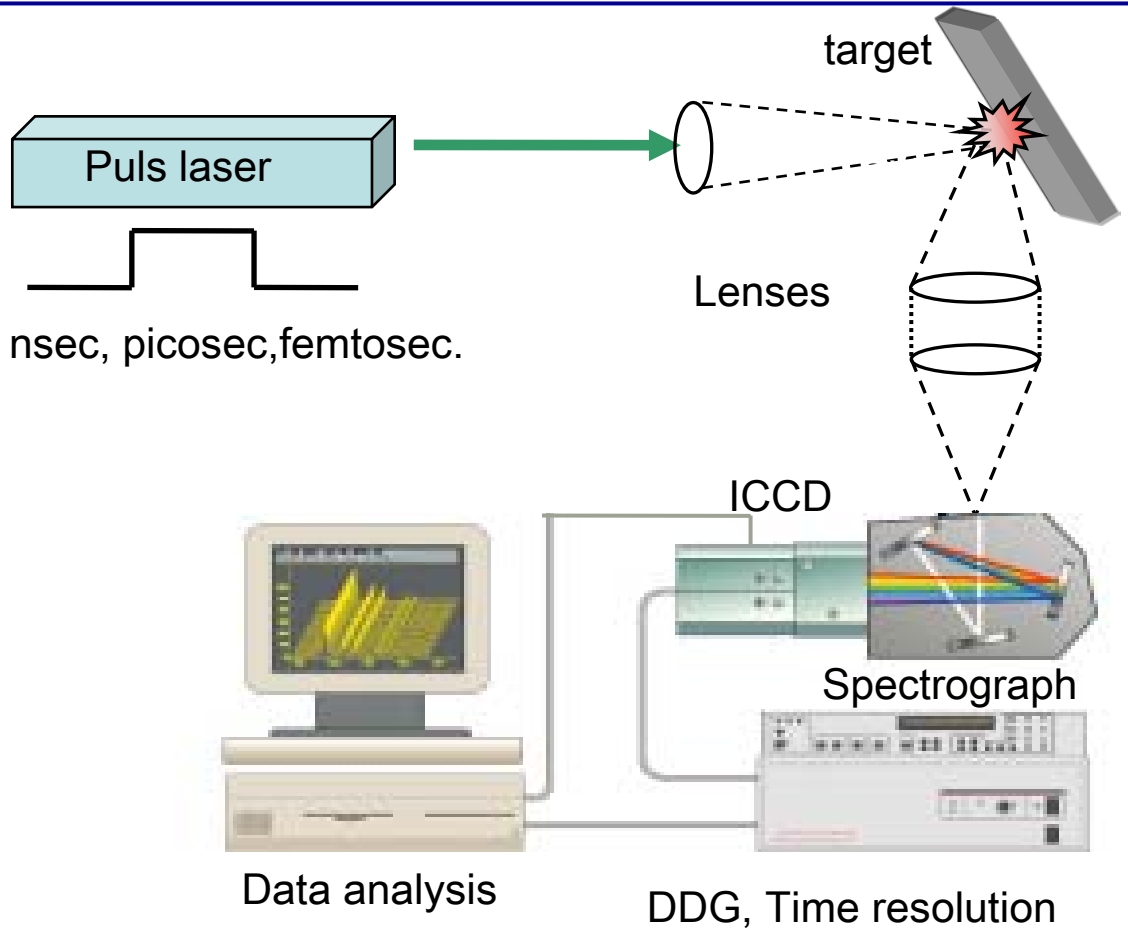 target
Puls laser
Lenses
nsec, picosec,femtosec.
ICCD
Spectrograph
Data analysis
DDG, Time resolution